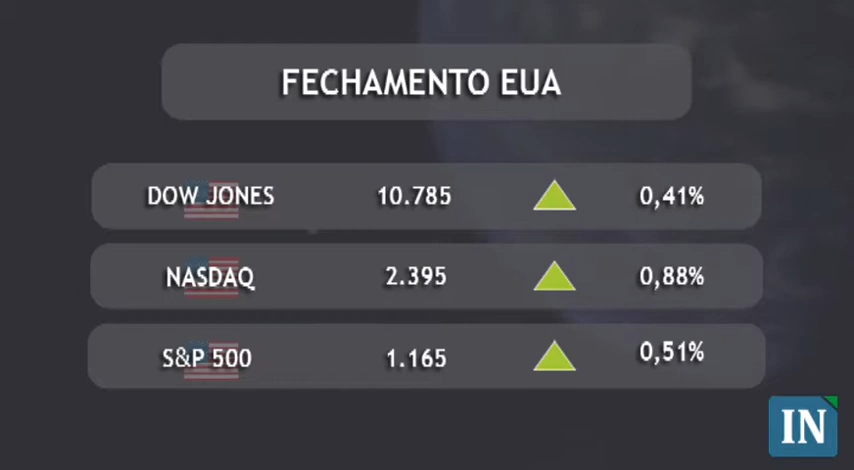 FECHAMENTO EUA
DOW JONES 10.785 0,41%
NASDAQ 2.395 0,88%
S&P 500 1.165 0,51%
IN